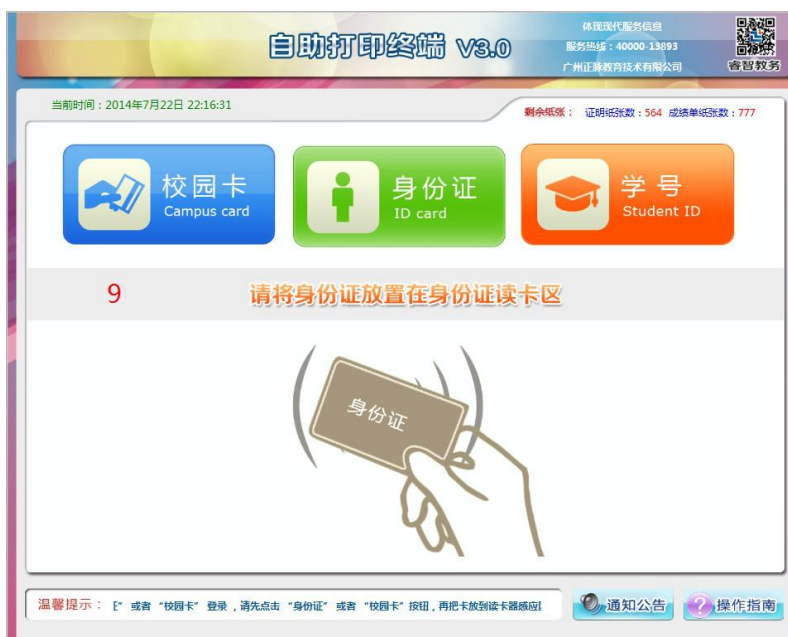 自助打印终端 V3.0
体现现代服务信息
服务热线：40000-13893
广州正脉教育技术有限公司
睿智教务
当前时间：2014年7月22日 22:16:31
剩余纸张： 证明纸张数：564 成绩单纸张数：777
校园卡
Campus card
身份证
ID card
学号
Student ID
9
请将身份证放置在身份证读卡区
身份证
温馨提示： 或者 “校园卡” 登录 ，请先点击 “身份证” 或者 “校园卡” 按钮，再把卡放到读卡器感应
通知公告
操作指南